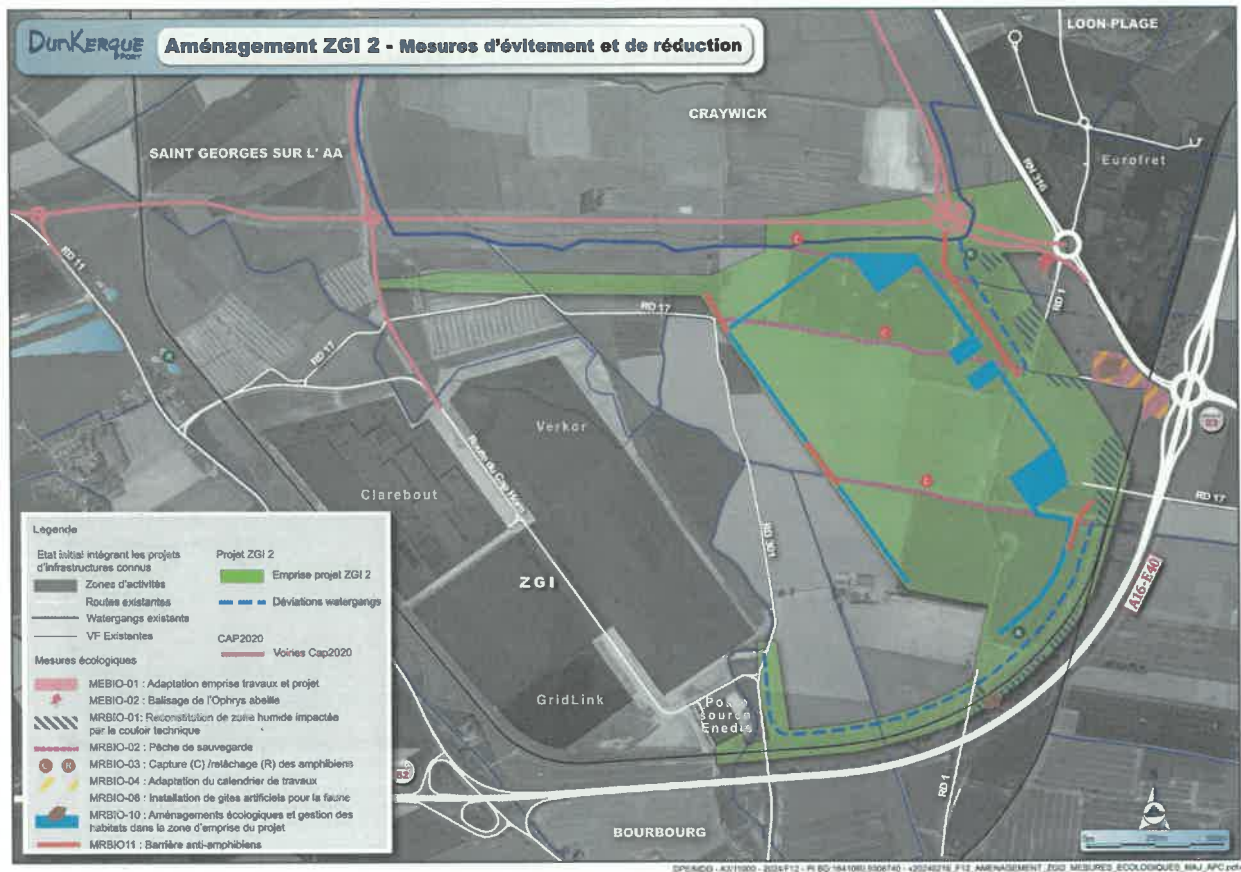 DUNKERQUE PORT
Aménagement ZGI 2 - Mesures d'évitement et de réduction
LOON-PLAGE
CRAYWICK
SAINT GEORGES SUR L' AA
Eurofret
RN 316
RD 11
RD 1
RD 17
RD 17
Verkor
Clarebout
RD 17
ZGI
A16-E40
GridLink
Poste
source
Enedis
RD 1
52
BOURBOURG
Légende
Etat initial intégrant les projets
d'infrastructures connus
Zones d'activités
Routes existantes
Watergangs existants
VF Existantes
Projet ZGI 2
Emprise projet ZGI 2
Déviations watergangs
CAP2020
Voiries Cap2020
Mesures écologiques
MEBIO-01 : Adaptation emprise travaux et projet
MEBIO-02 : Balisage de l'Ophrys abeille
MRBIO-01: Reconstitution de zone humide impactée
par le couloir technique
MRBIO-02 : Pêche de sauvegarde
C R MRBIO-03 : Capture (C) /relâchage (R) des amphibiens
MRBIO-04 : Adaptation du calendrier de travaux
MRBIO-06 : Installation de gites artificiels pour la faune
MRBIO-10 : Aménagements écologiques et gestion des
habitats dans la zone d'emprise du projet
MRBIO11 : Barrière anti-amphibiens